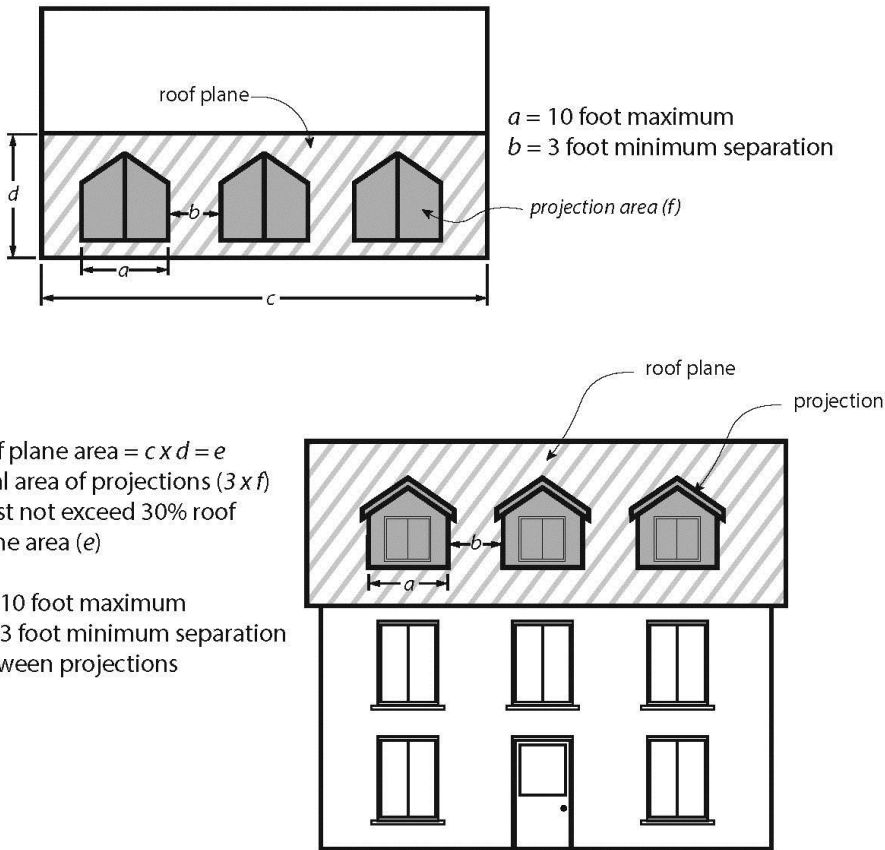 roof plane
a = 10 foot maximum
b = 3 foot minimum separation
d
b
projection area (f)
a
c
roof plane
projection
f plane area = c x d = e
al area of projections (3 x f)
st not exceed 30% roof
ne area (e)
b
a
10 foot maximum
3 foot minimum separation
ween projections